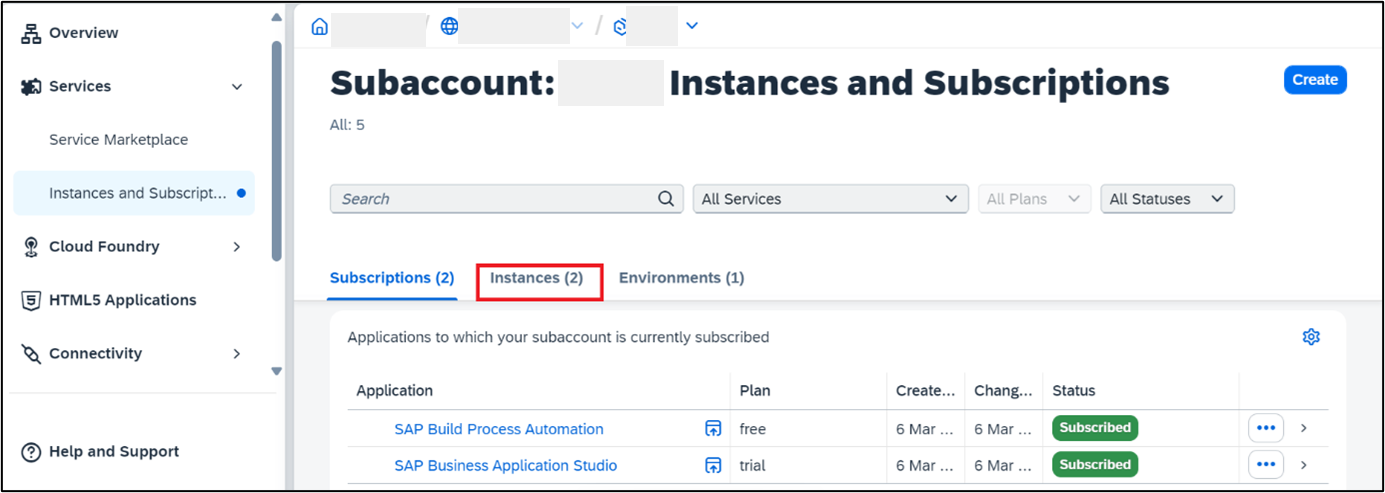 Overview
Services
Service Marketplace
Instances and Subscript...
Cloud Foundry
HTML5 Applications
Connectivity
Help and Support
/ /
Subaccount: Instances and Subscriptions
Create
All: 5
Search All Services All Plans All Statuses
Subscriptions (2) Instances (2) Environments (1)
Applications to which your subaccount is currently subscribed
Application Plan Create... Chang... Status
SAP Build Process Automation free 6 Mar ... 6 Mar ... Subscribed
SAP Business Application Studio trial 6 Mar ... 6 Mar ... Subscribed